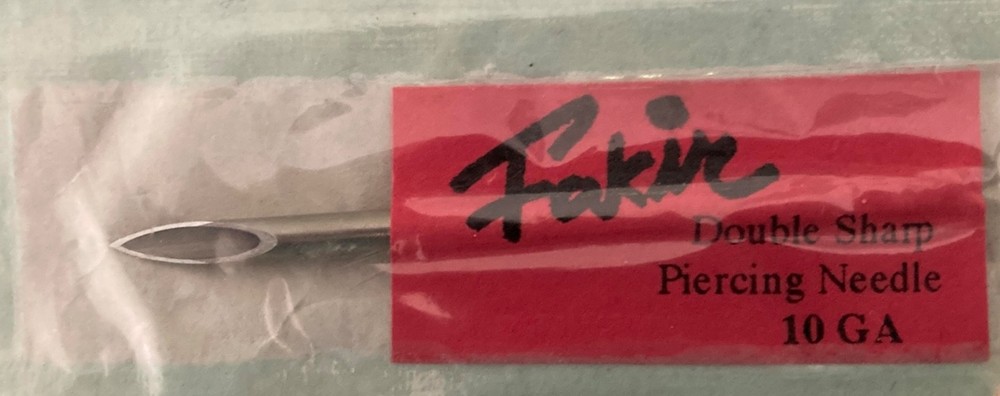 Fakir
Double Sharp
Piercing Needle
10 GA